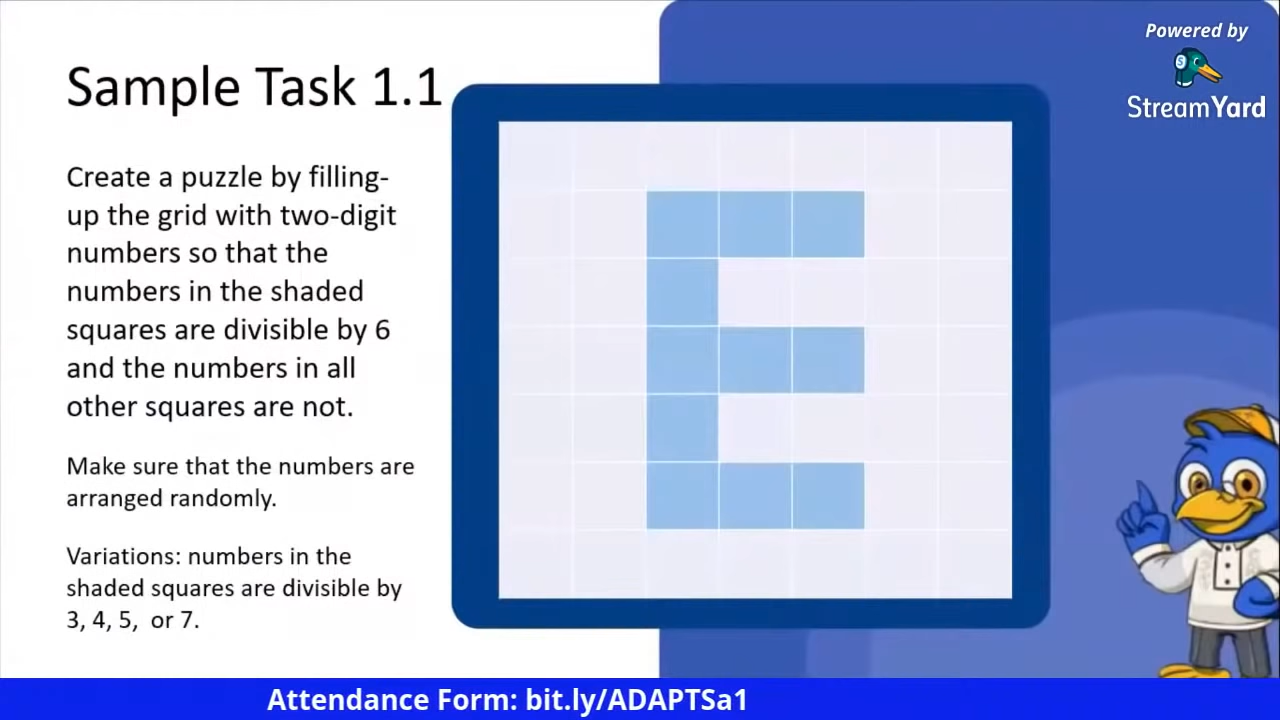 Powered by
StreamYard
Sample Task 1.1
Create a puzzle by filling-
up the grid with two-digit
numbers so that the
numbers in the shaded
squares are divisible by 6
and the numbers in all
other squares are not.
Make sure that the numbers are
arranged randomly.
Variations: numbers in the
shaded squares are divisible by
3, 4, 5,  or 7.
Attendance Form: bit.ly/ADAPTSa1